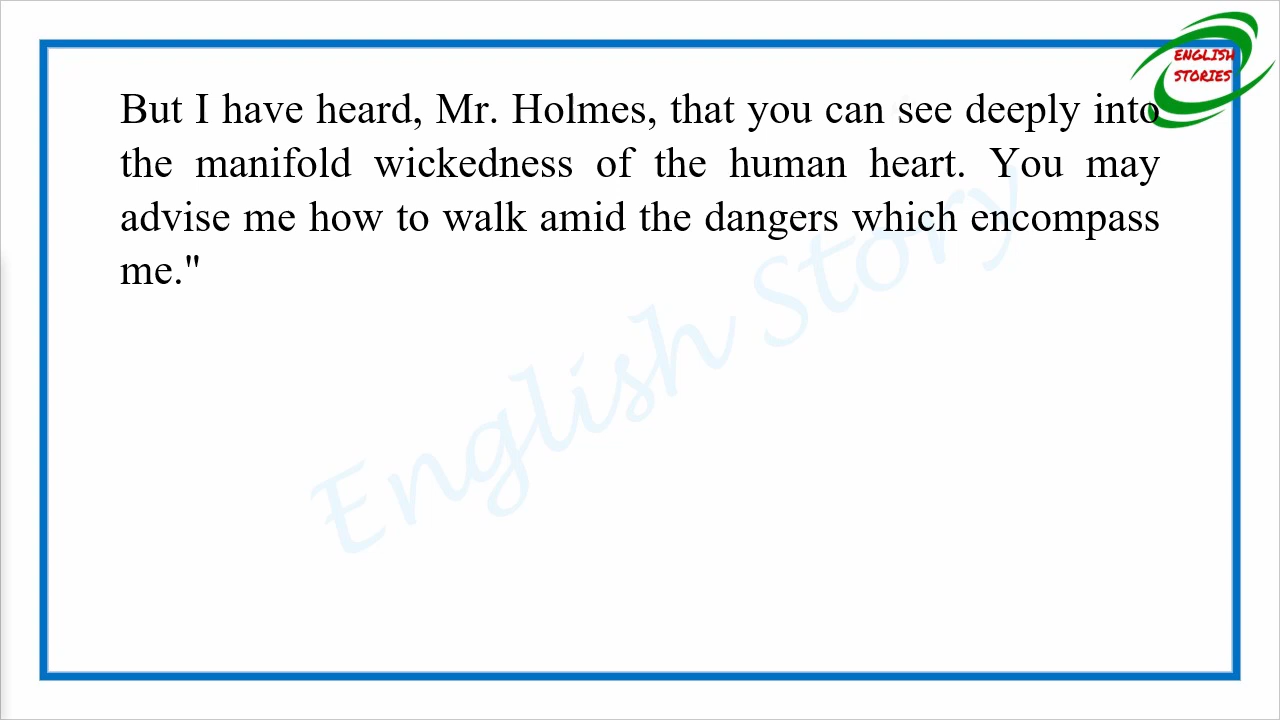 ENGLISH
STORIES
But I have heard, Mr. Holmes, that you can see deeply into
the manifold wickedness of the human heart. You may
advise me how to walk amid the dangers which encompass
me."
English Story